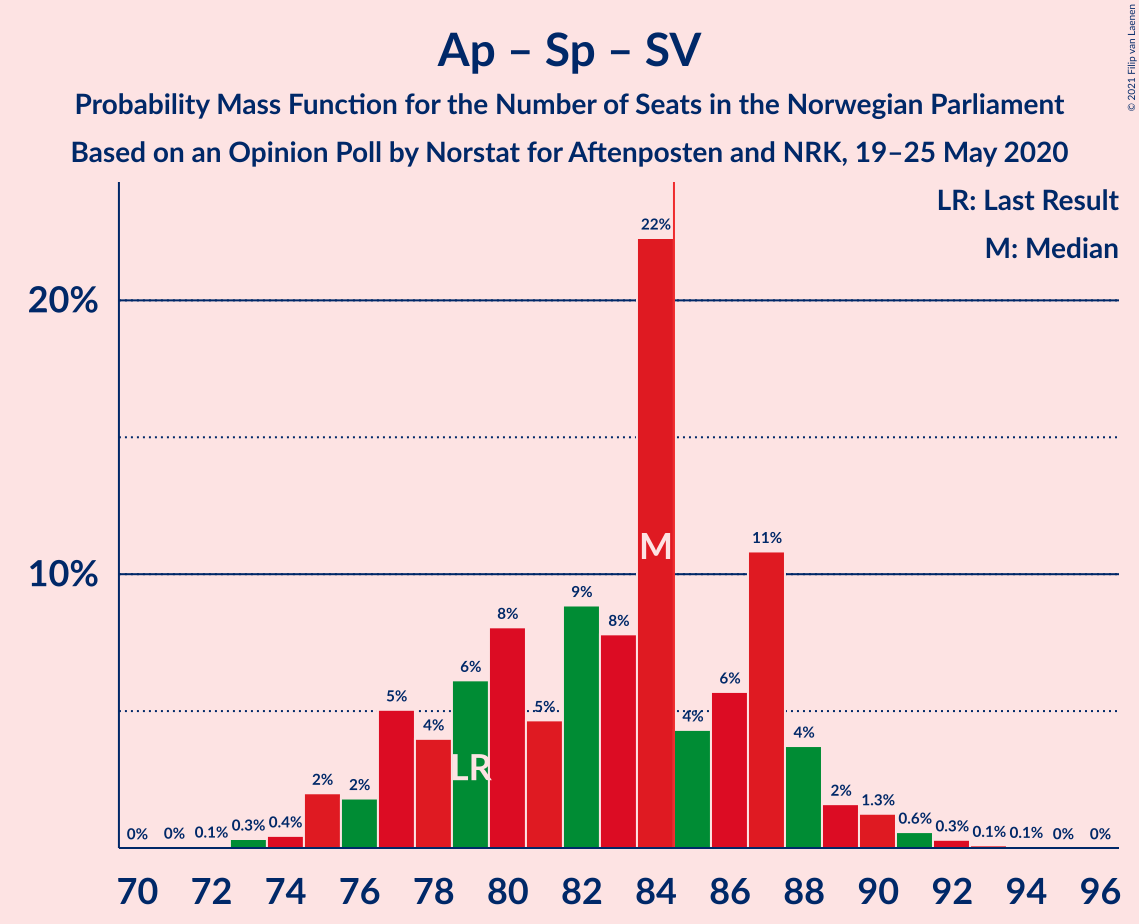 Ap – Sp – SV
Probability Mass Function for the Number of Seats in the Norwegian Parliament
Based on an Opinion Poll by Norstat for Aftenposten and NRK, 19–25 May 2020
© 2021 Filip van Laenen
LR: Last Result
M: Median
20%
10%
0% 0% 0.1% 0.3% 0.4% 2% 2% 5% 4% 6% 8% 5% 9% 8% 22% 4% 6% 11% 4% 2% 1.3% 0.6% 0.3% 0.1% 0.1% 0% 0%
M
LR
70 72 74 76 78 80 82 84 86 88 90 92 94 96